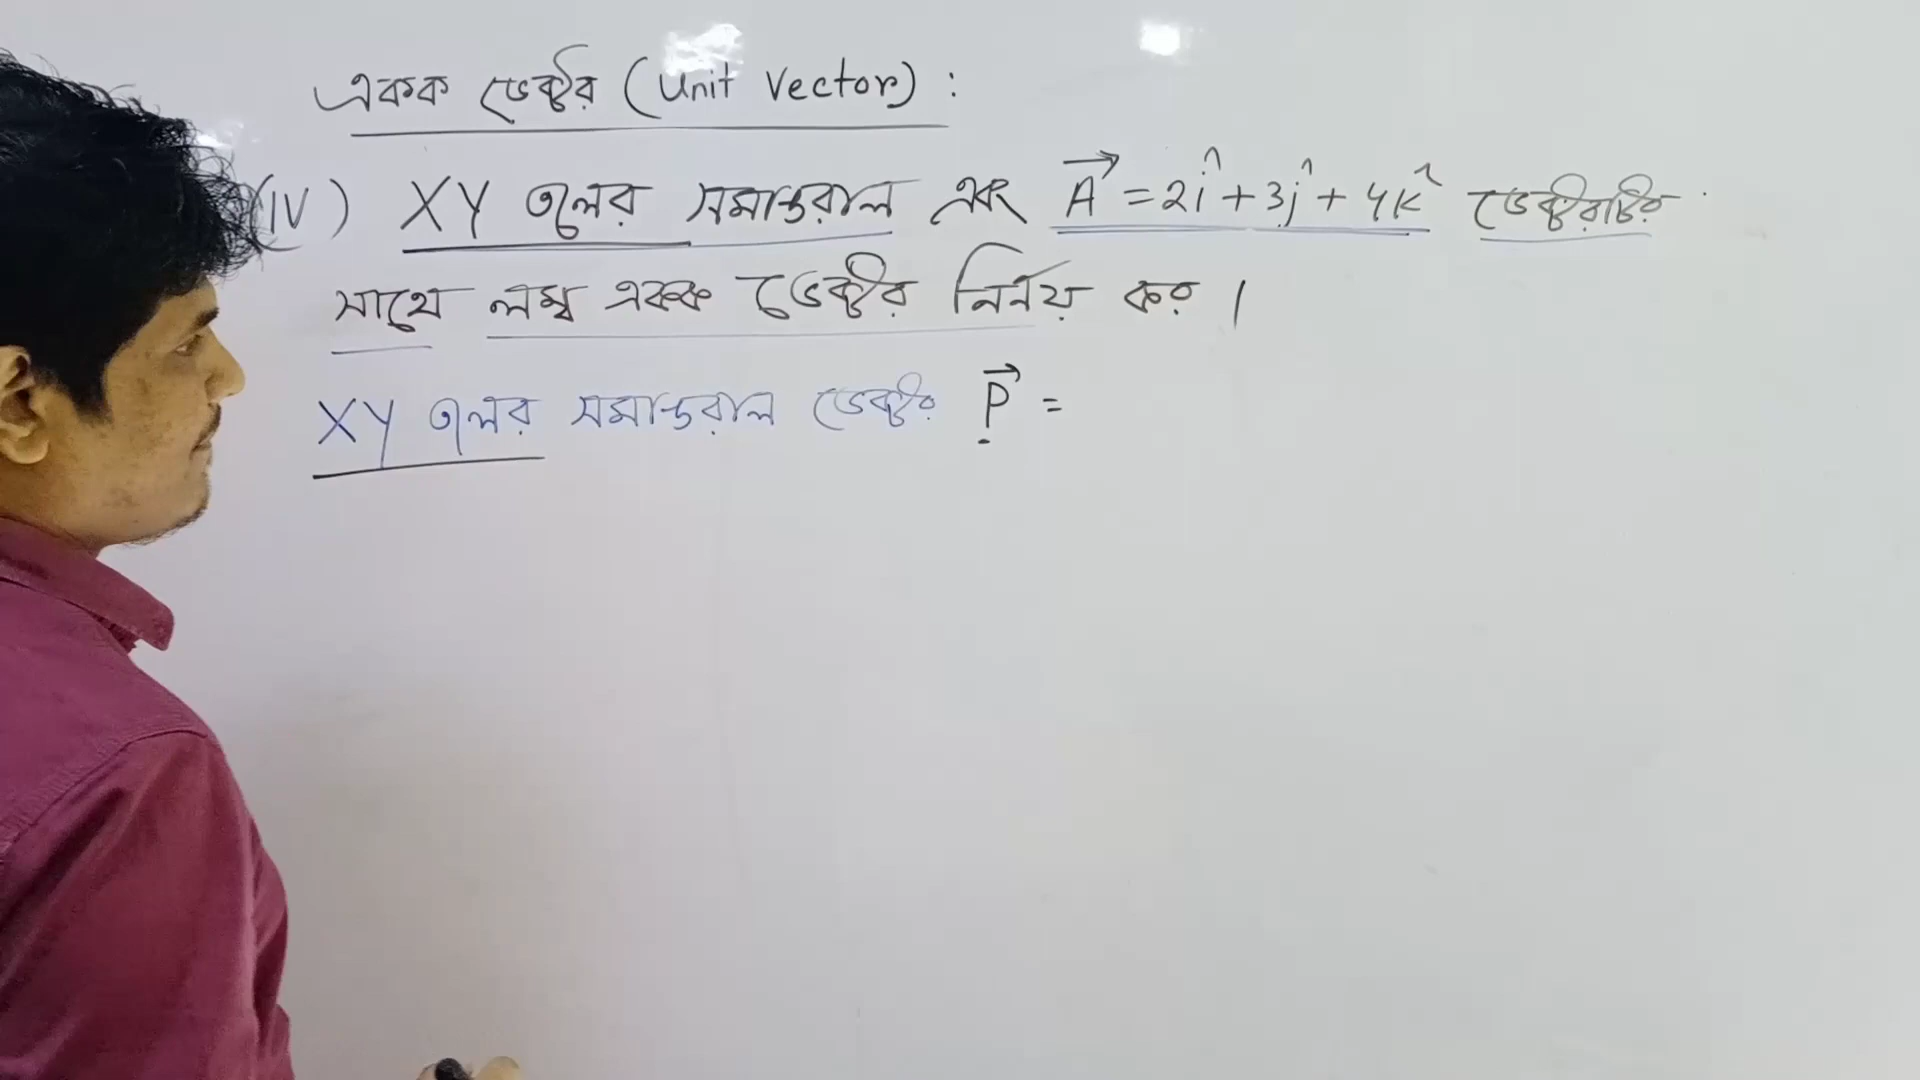 একক ভেক্টর (Unit Vector) :
(IV) XY তলের সমান্তরাল এবং A⃗ = 2î + 3ĵ + 4k̂ ভেক্টরটির
সাথে লম্ব একক ভেক্টর নির্নয় কর ।
XY তলের সমান্তরাল ভেক্টর P⃗ =